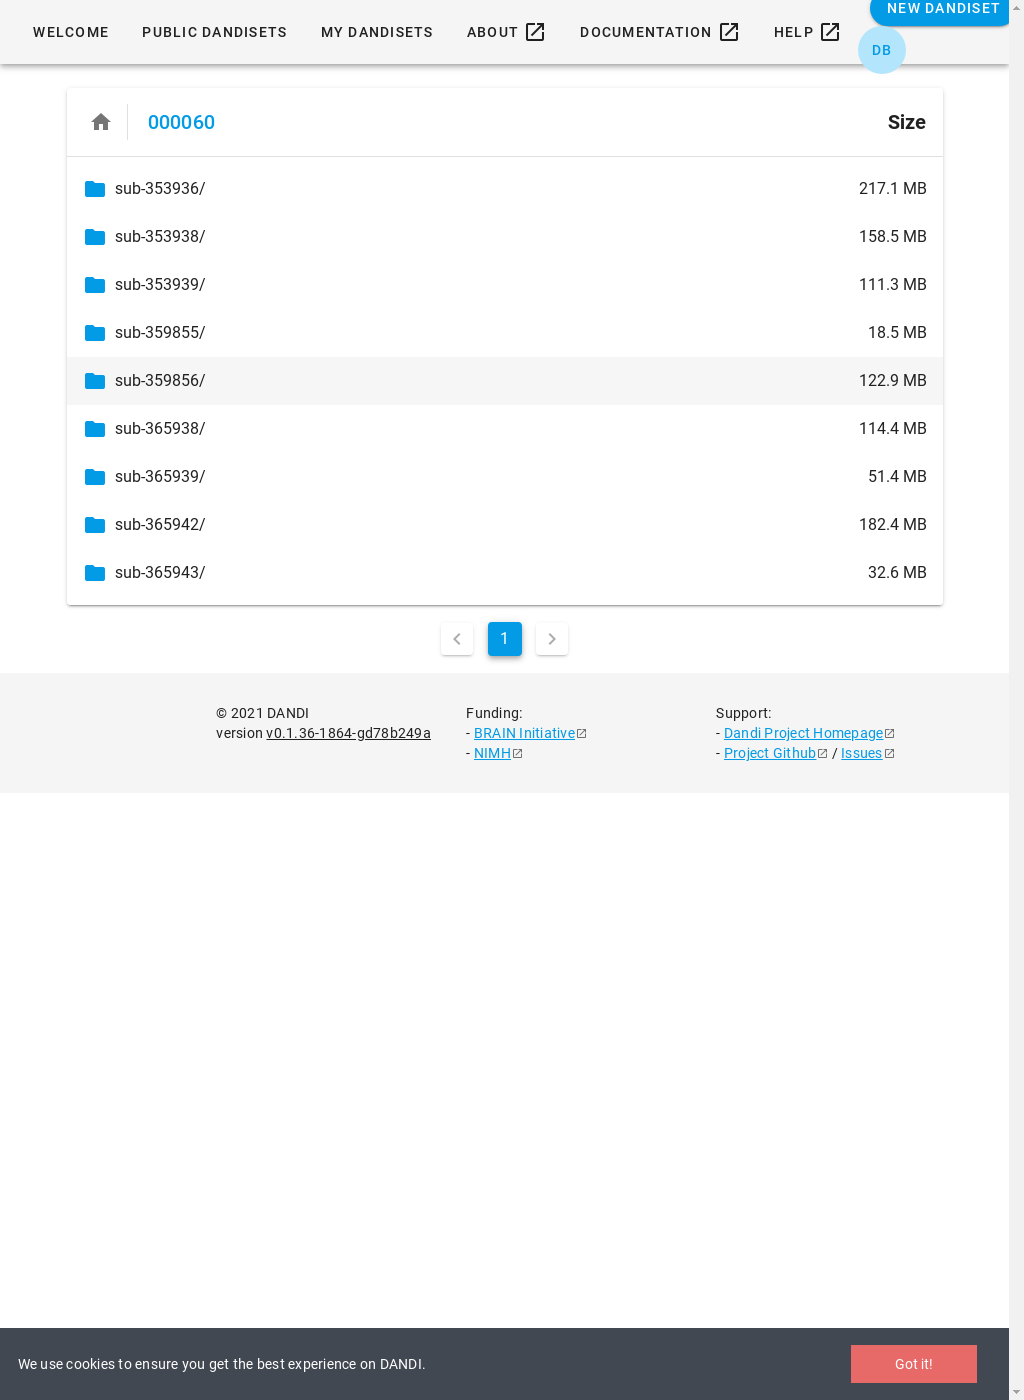 WELCOME PUBLIC DANDISETS MY DANDISETS ABOUT DOCUMENTATION HELP NEW DANDISET
DB
000060 Size
sub-353936/ 217.1 MB
sub-353938/ 158.5 MB
sub-353939/ 111.3 MB
sub-359855/ 18.5 MB
sub-359856/ 122.9 MB
sub-365938/ 114.4 MB
sub-365939/ 51.4 MB
sub-365942/ 182.4 MB
sub-365943/ 32.6 MB
1
© 2021 DANDI
version v0.1.36-1864-gd78b249a
Funding:
- BRAIN Initiative
- NIMH
Support:
- Dandi Project Homepage
- Project Github / Issues
We use cookies to ensure you get the best experience on DANDI. Got it!